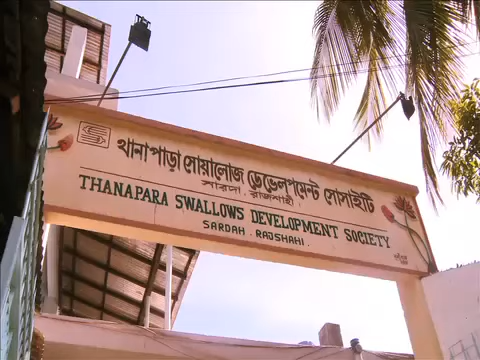 থানাপাড়া সোয়ালোজ ডেভেলপমেন্ট সোসাইটি
সারদা, রাজশাহী।
THANAPARA SWALLOWS DEVELOPMENT SOCIETY
SARDAH . RAJSHAHI.